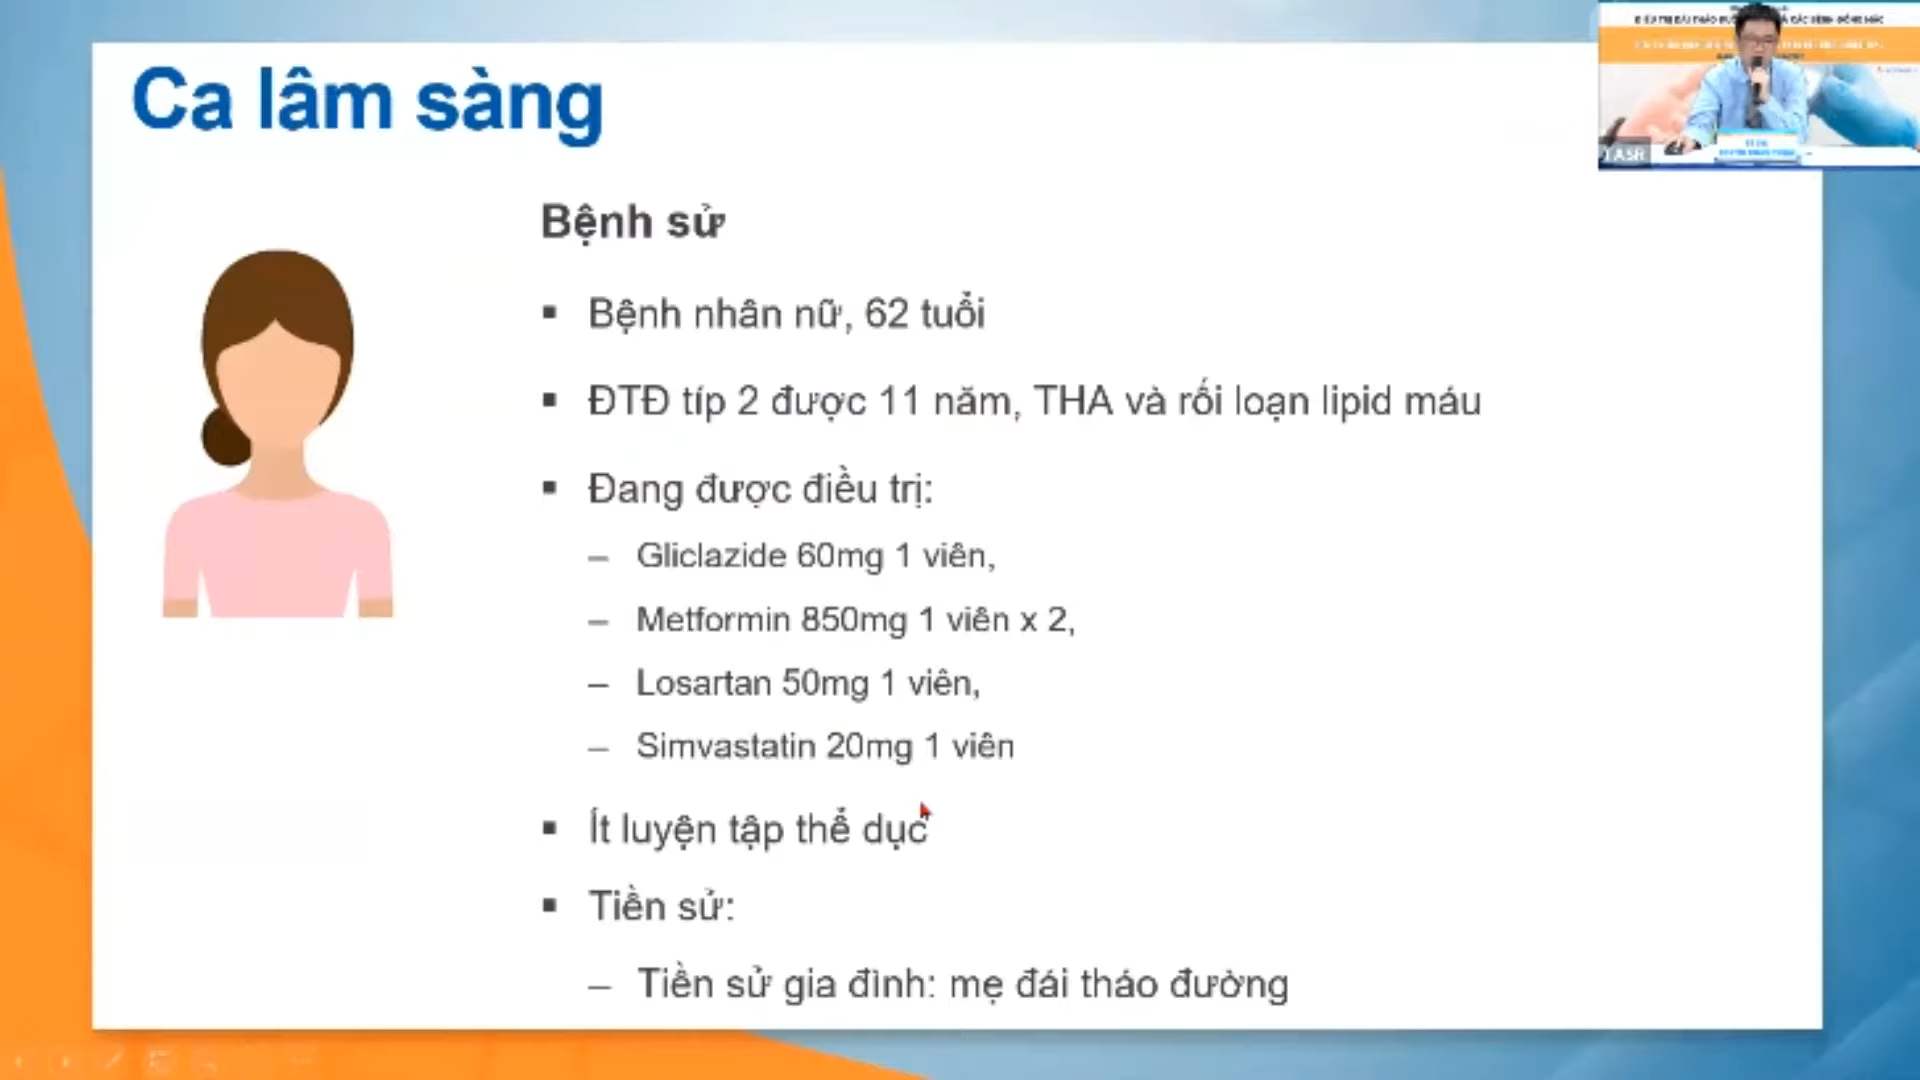 Ca lâm sàng
Bệnh sử
▪ Bệnh nhân nữ, 62 tuổi
▪ ĐTĐ típ 2 được 11 năm, THA và rối loạn lipid máu
▪ Đang được điều trị:
– Gliclazide 60mg 1 viên,
– Metformin 850mg 1 viên x 2,
– Losartan 50mg 1 viên,
– Simvastatin 20mg 1 viên
▪ Ít luyện tập thể dục
▪ Tiền sử:
– Tiền sử gia đình: mẹ đái tháo đường